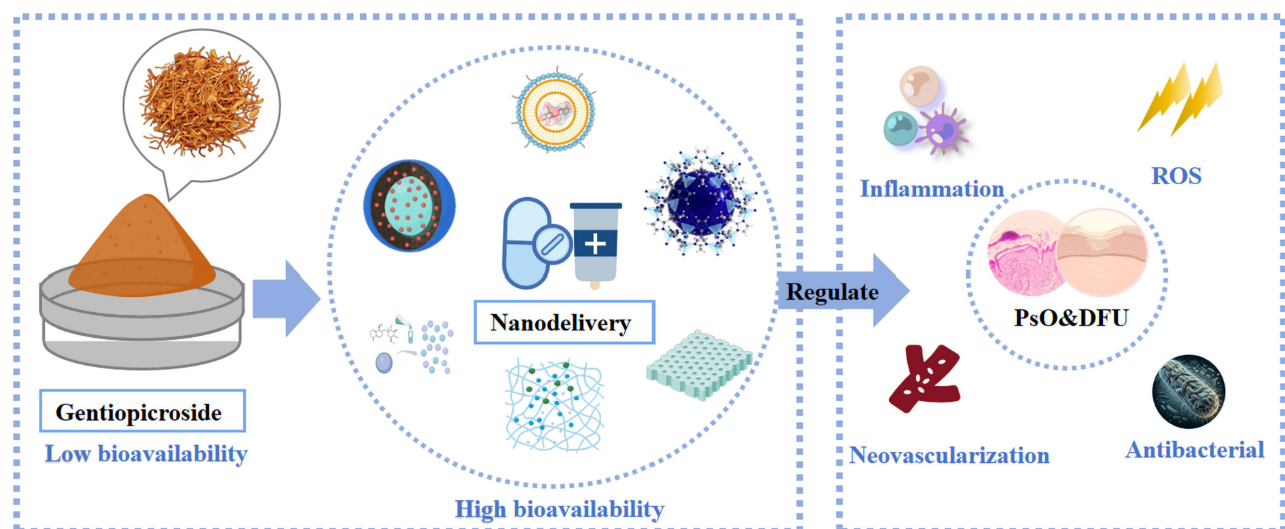 Gentiopicroside
Low bioavailability
Nanodelivery
High bioavailability
Regulate
Inflammation
ROS
PsO&DFU
Neovascularization
Antibacterial